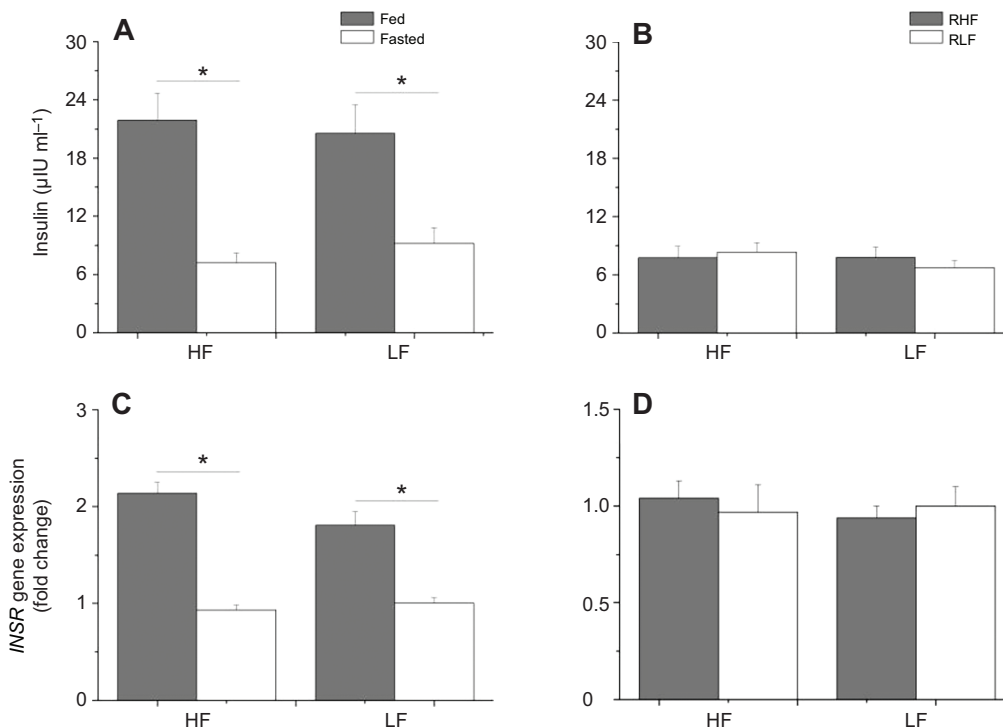 A
Fed
Fasted
B
RHF
RLF
30
24
18
12
6
0
Insulin (µIU ml–1)
*
*
HF
LF
30
24
18
12
6
0
HF
LF
C
3
2
1
0
INSR gene expression
(fold change)
*
*
HF
LF
D
1.5
1.0
0.5
0
HF
LF